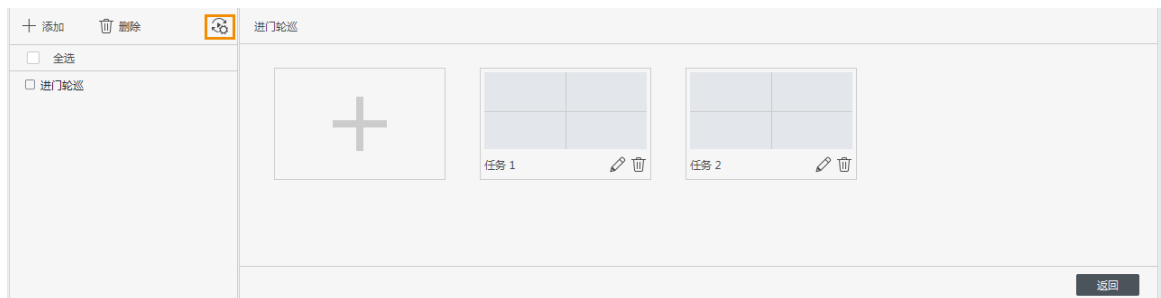 添加 删除 进门轮巡
全选
进门轮巡
任务 1 任务 2
返回